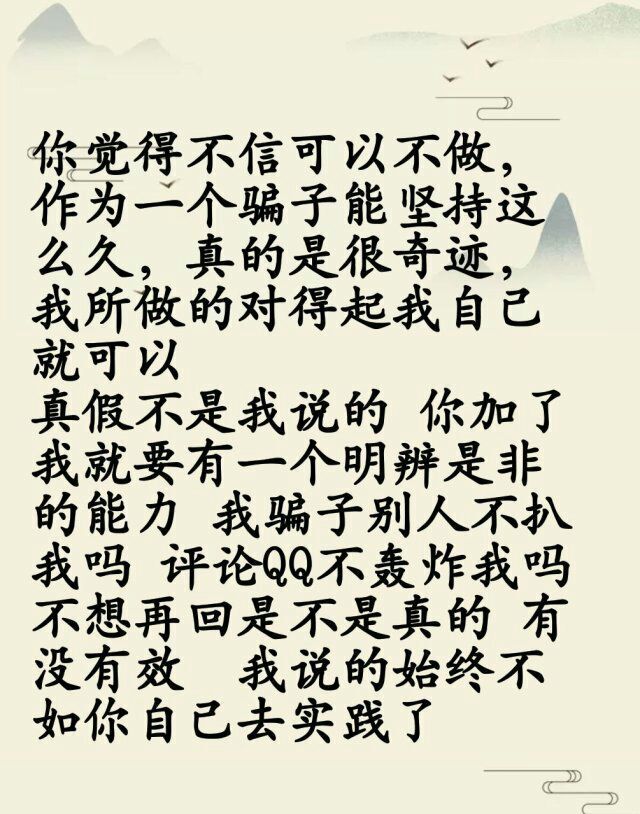 你觉得不信可以不做，
作为一个骗子能坚持这
么久，真的是很奇迹，
我所做的对得起我自己
就可以
真假不是我说的 你加了
我就要有一个明辨是非
的能力 我骗子别人不扒
我吗 评论QQ不轰炸我吗
不想再回是不是真的 有
没有效 我说的始终不
如你自己去实践了